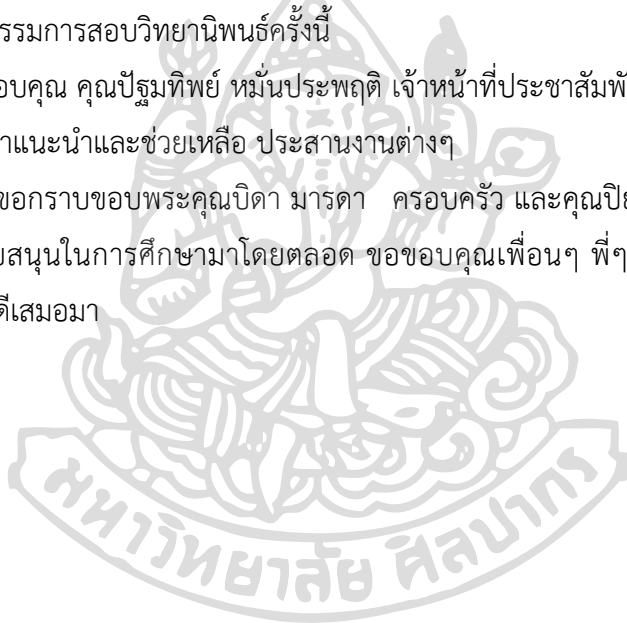 รรมการสอบวิทยานิพนธ์ครั้งนี้
อบคุณ คุณปัฐมทิพย์ หมั่นประพฤติ เจ้าหน้าที่ประชาสัมพั
าแนะนำและช่วยเหลือ ประสานงานต่างๆ
ขอกราบขอบพระคุณบิดา มารดา ครอบครัว และคุณปิย
บสนุนในการศึกษามาโดยตลอด ขอขอบคุณเพื่อนๆ พี่ๆ
ดีเสมอมา
มหาวิทยาลัย ศิลปากร